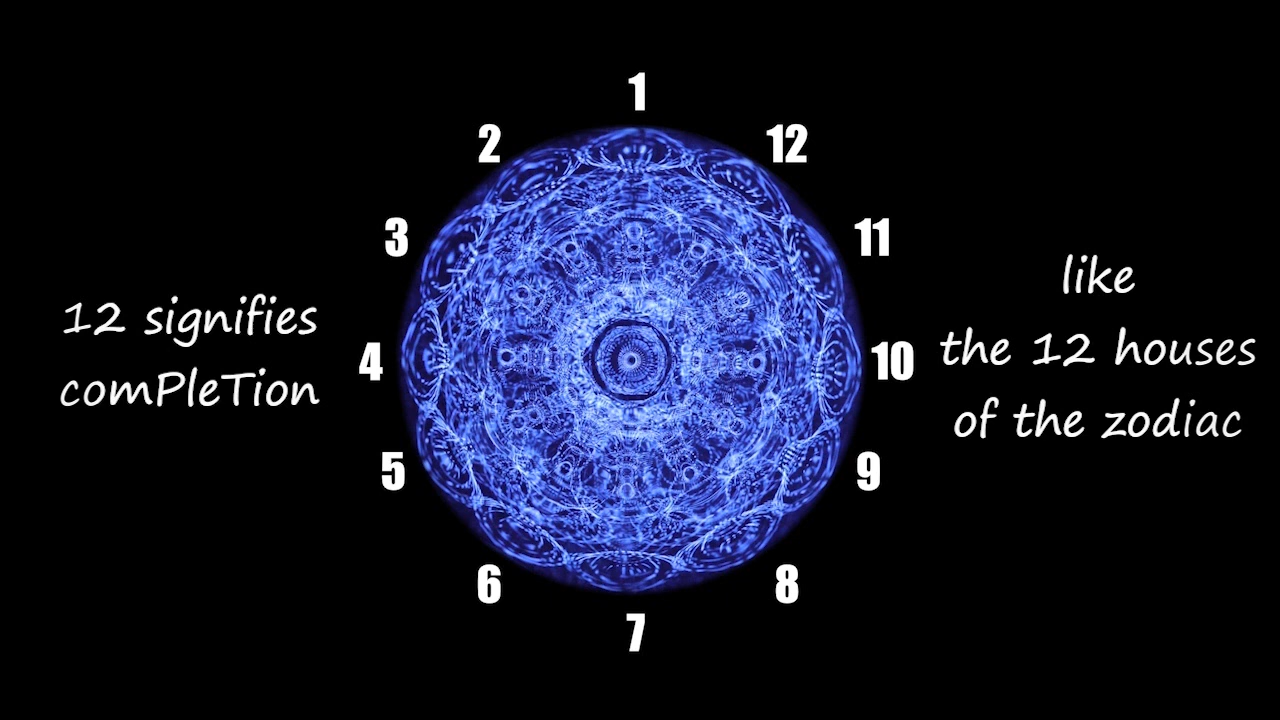 1
2
12
3
11
like
12 signifies
the 12 houses
4
10
comPleTion
of the zodiac
5
9
6
8
7